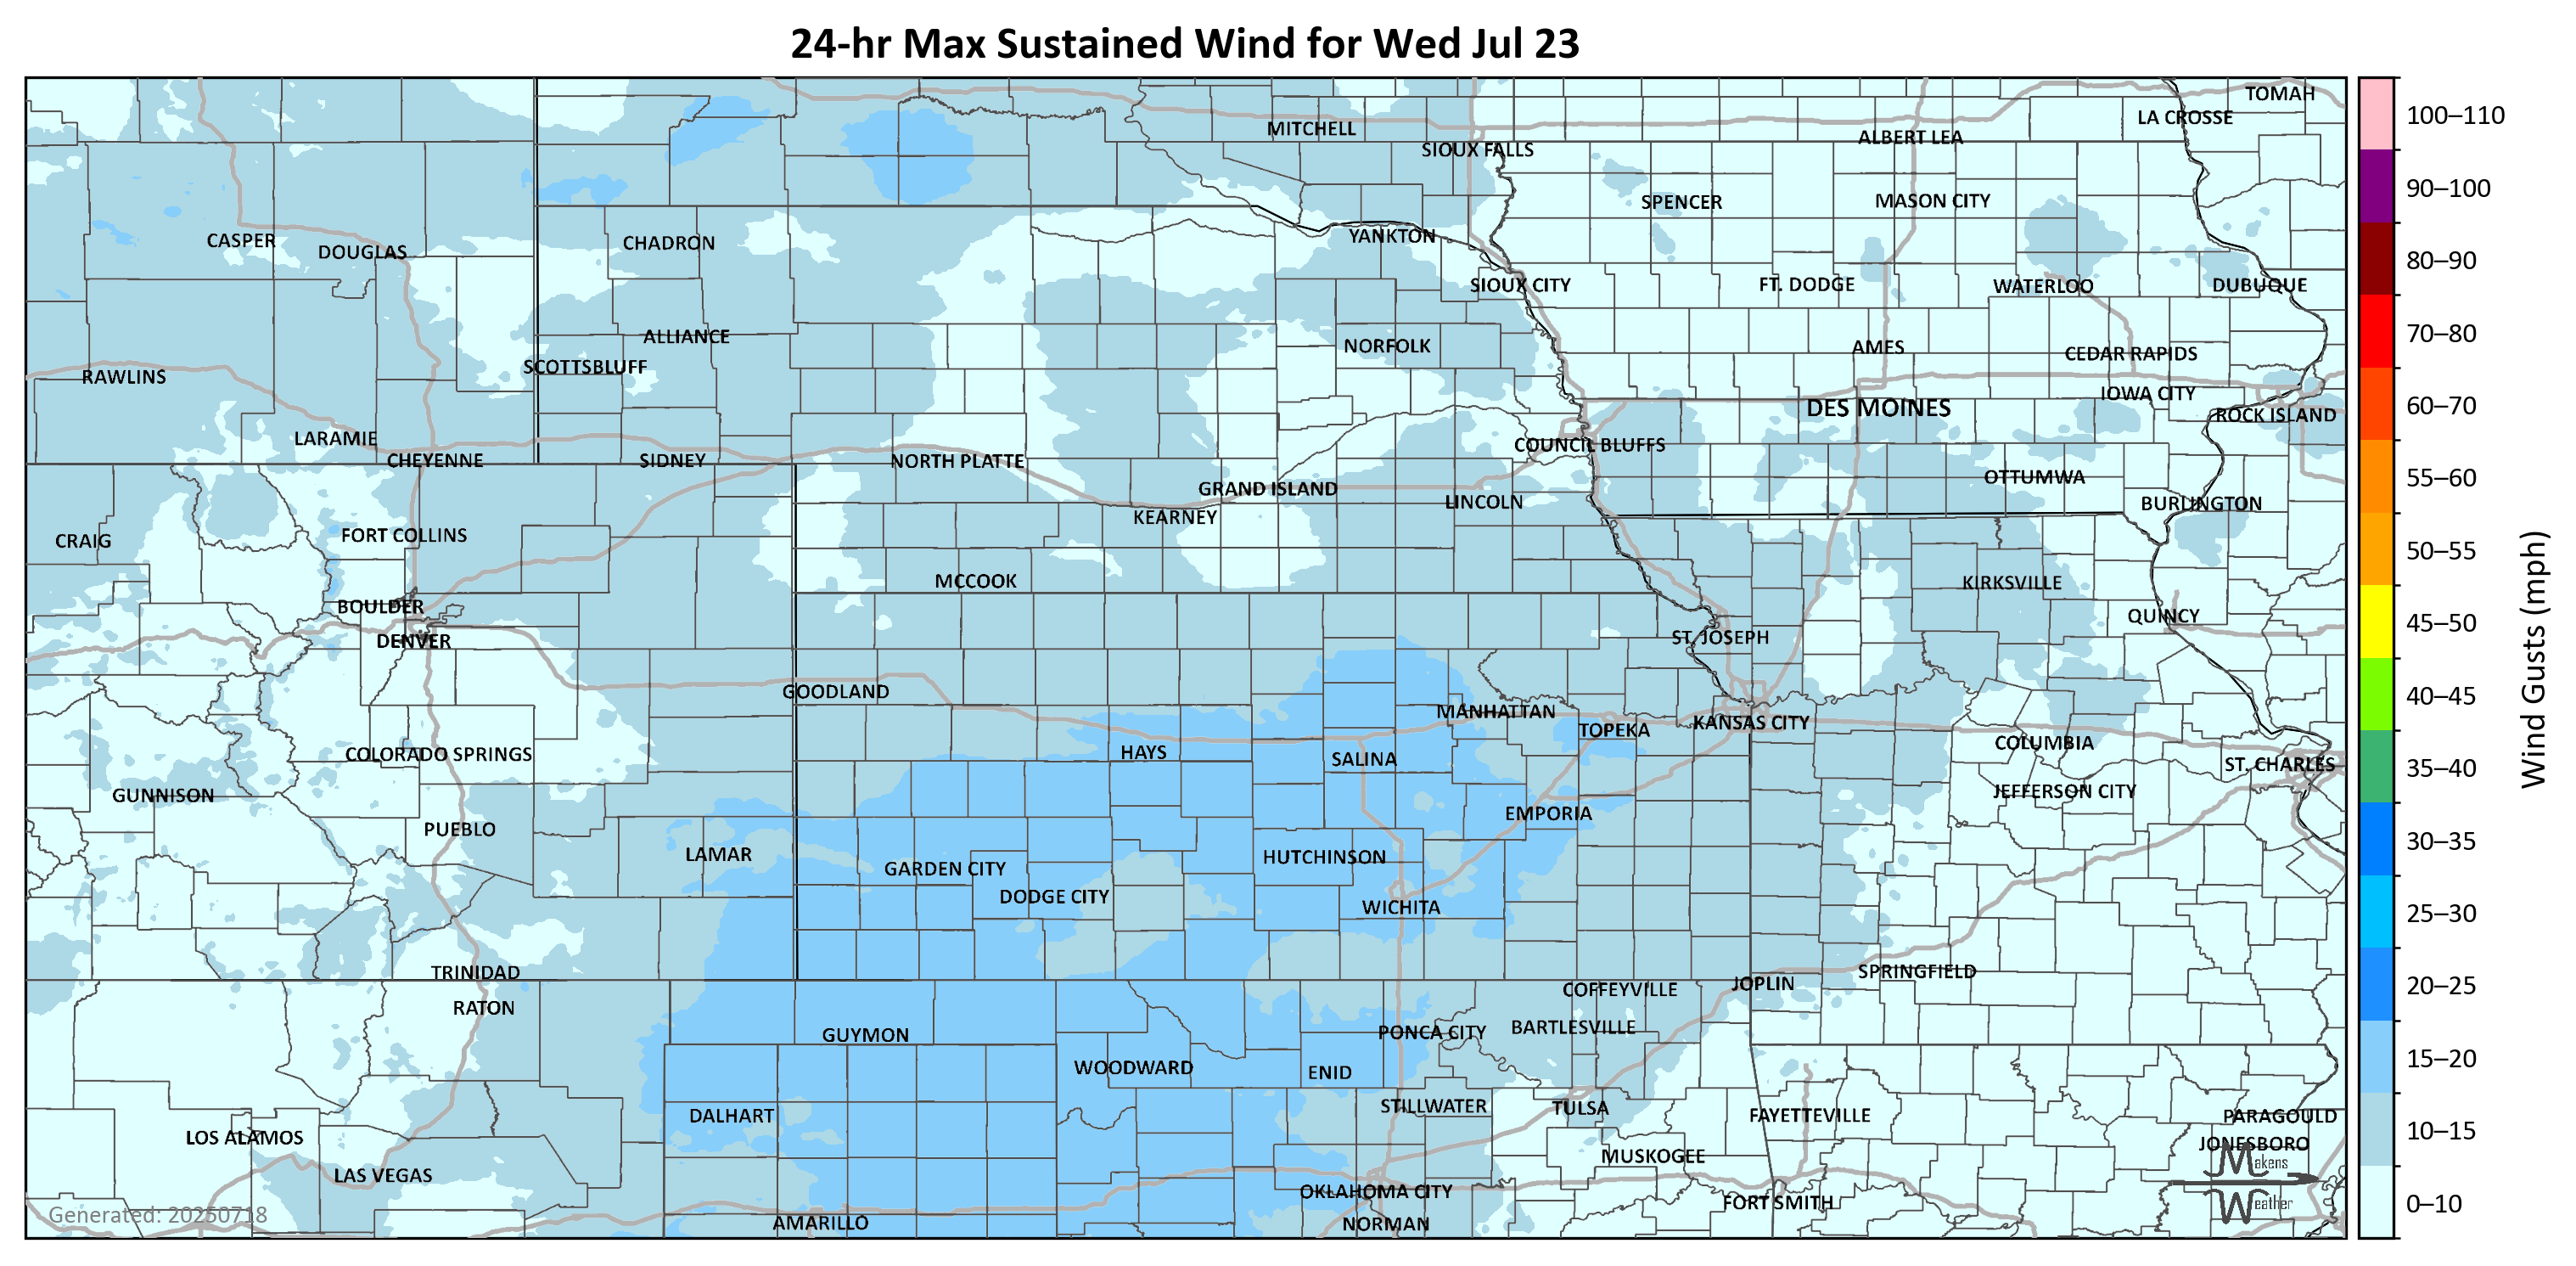 24-hr Max Sustained Wind for Wed Jul 23
TOMAH
LA CROSSE
MITCHELL
ALBERT LEA
SIOUX FALLS
SPENCER
MASON CITY
CASPER
DOUGLAS
CHADRON
YANKTON
SIOUX CITY
FT. DODGE
WATERLOO
DUBUQUE
ALLIANCE
NORFOLK
AMES
CEDAR RAPIDS
SCOTTSBLUFF
RAWLINS
IOWA CITY
DES MOINES
ROCK ISLAND
LARAMIE
COUNCIL BLUFFS
CHEYENNE
SIDNEY
NORTH PLATTE
OTTUMWA
GRAND ISLAND
LINCOLN
BURLINGTON
KEARNEY
CRAIG
FORT COLLINS
MCCOOK
KIRKSVILLE
BOULDER
QUINCY
DENVER
ST. JOSEPH
GOODLAND
MANHATTAN
TOPEKA
KANSAS CITY
COLORADO SPRINGS
HAYS
SALINA
COLUMBIA
ST. CHARLES
GUNNISON
JEFFERSON CITY
EMPORIA
PUEBLO
LAMAR
GARDEN CITY
HUTCHINSON
DODGE CITY
WICHITA
TRINIDAD
SPRINGFIELD
JOPLIN
COFFEYVILLE
RATON
GUYMON
PONCA CITY
BARTLESVILLE
WOODWARD
ENID
DALHART
STILLWATER
TULSA
FAYETTEVILLE
PARAGOULD
LOS ALAMOS
JONESBORO
MUSKOGEE
LAS VEGAS
OKLAHOMA CITY
FORT SMITH
AMARILLO
NORMAN
Generated: 20250718
Makens
Weather
100–110
90–100
80–90
70–80
60–70
55–60
50–55
45–50
40–45
35–40
30–35
25–30
20–25
15–20
10–15
0–10
Wind Gusts (mph)